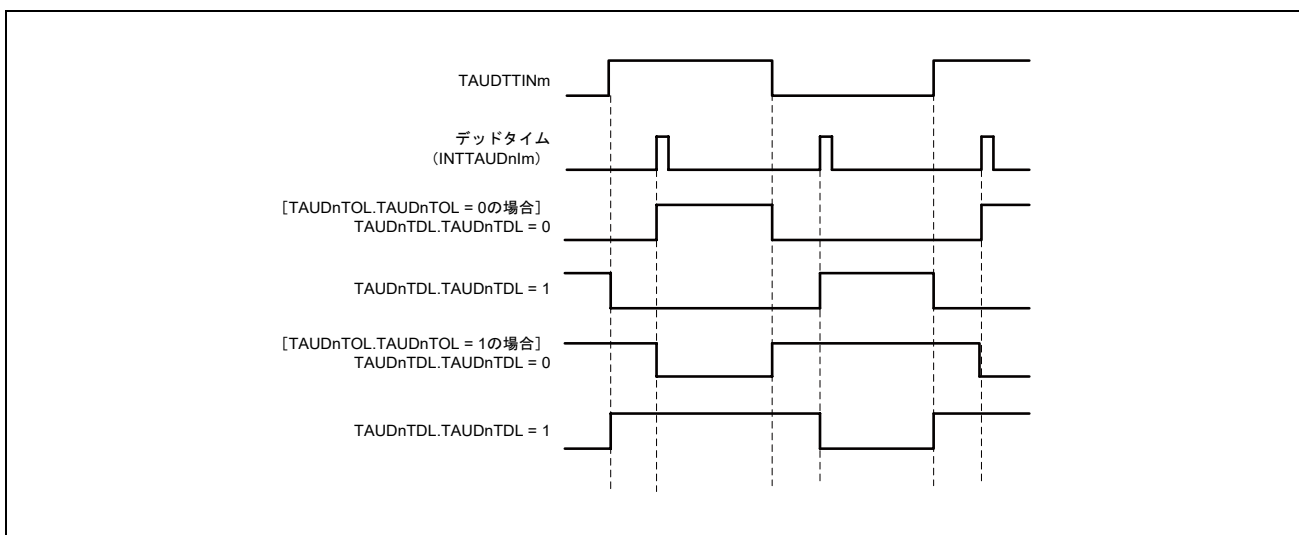 TAUDTTINm
デッドタイム
(INTTAUDnIm)
[TAUDnTOL.TAUDnTOL = 0の場合]
TAUDnTDL.TAUDnTDL = 0
TAUDnTDL.TAUDnTDL = 1
[TAUDnTOL.TAUDnTOL = 1の場合]
TAUDnTDL.TAUDnTDL = 0
TAUDnTDL.TAUDnTDL = 1